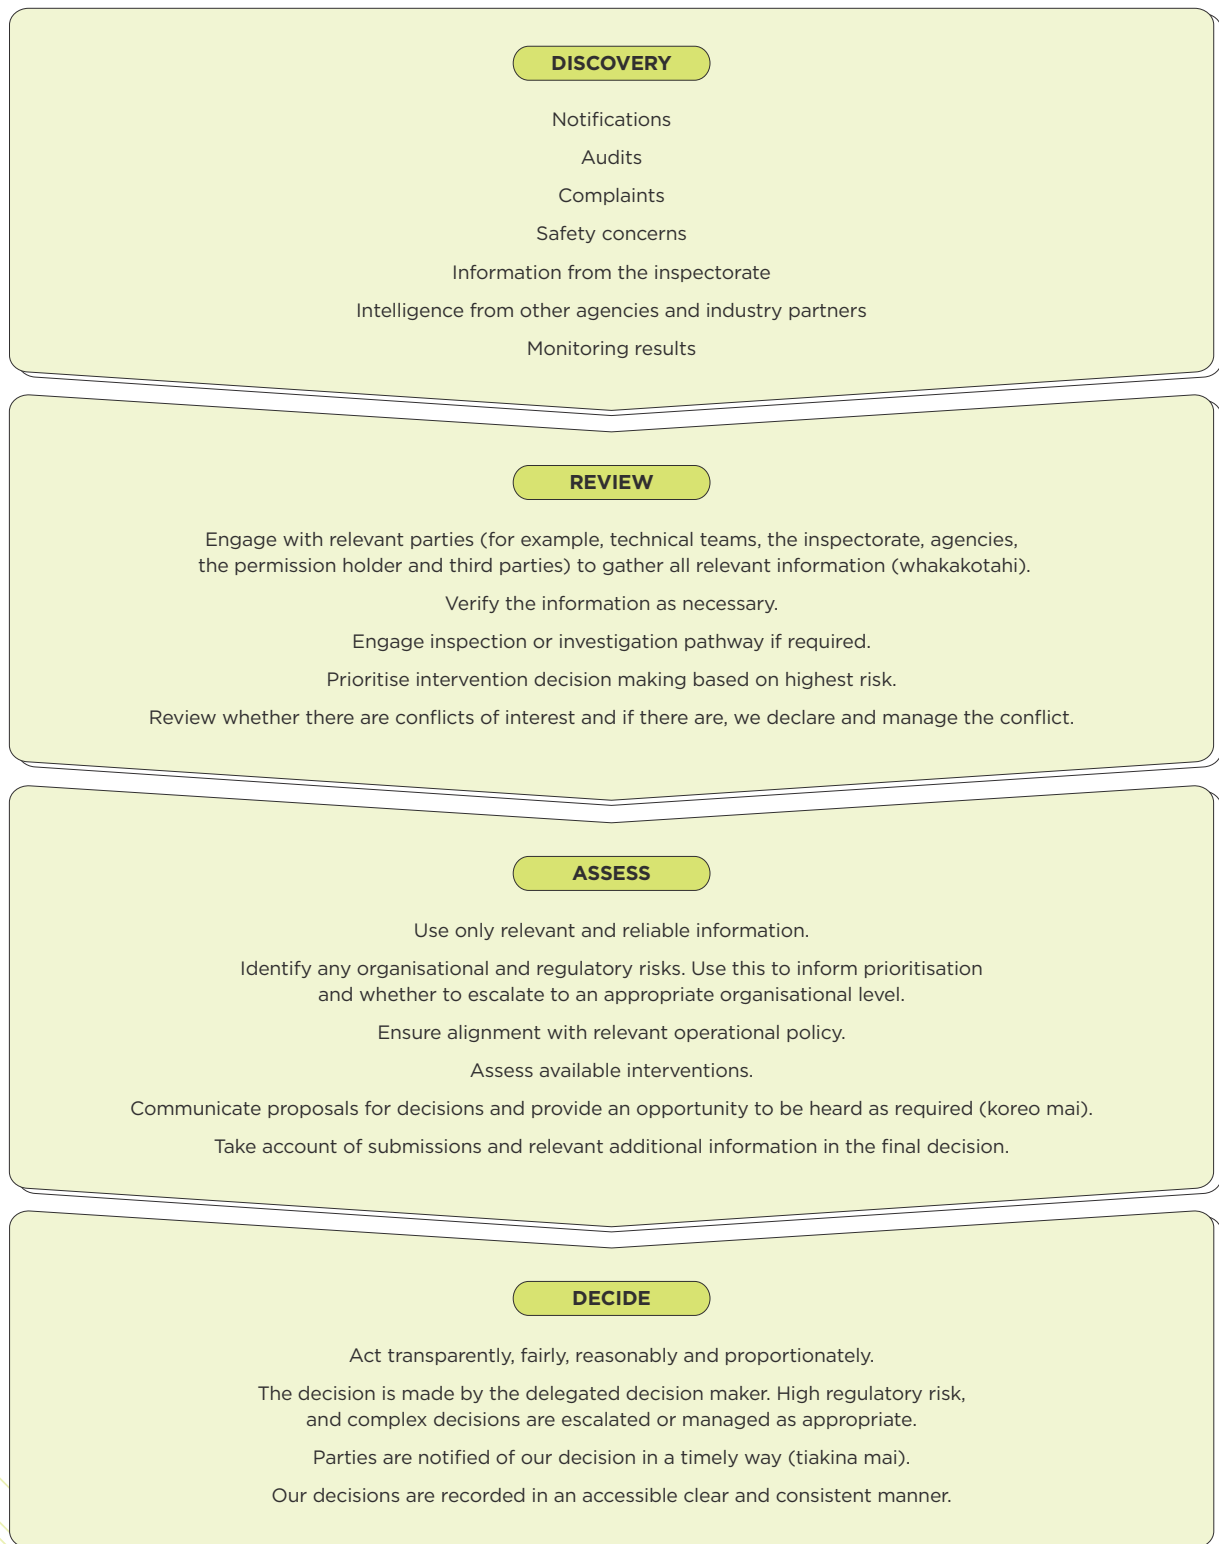 DISCOVERY
Notifications
Audits
Complaints
Safety concerns
Information from the inspectorate
Intelligence from other agencies and industry partners
Monitoring results
REVIEW
Engage with relevant parties (for example, technical teams, the inspectorate, agencies,
the permission holder and third parties) to gather all relevant information (whakakotahi).
Verify the information as necessary.
Engage inspection or investigation pathway if required.
Prioritise intervention decision making based on highest risk.
Review whether there are conflicts of interest and if there are, we declare and manage the conflict.
ASSESS
Use only relevant and reliable information.
Identify any organisational and regulatory risks. Use this to inform prioritisation
and whether to escalate to an appropriate organisational level.
Ensure alignment with relevant operational policy.
Assess available interventions.
Communicate proposals for decisions and provide an opportunity to be heard as required (koreo mai).
Take account of submissions and relevant additional information in the final decision.
DECIDE
Act transparently, fairly, reasonably and proportionately.
The decision is made by the delegated decision maker. High regulatory risk,
and complex decisions are escalated or managed as appropriate.
Parties are notified of our decision in a timely way (tiakina mai).
Our decisions are recorded in an accessible clear and consistent manner.